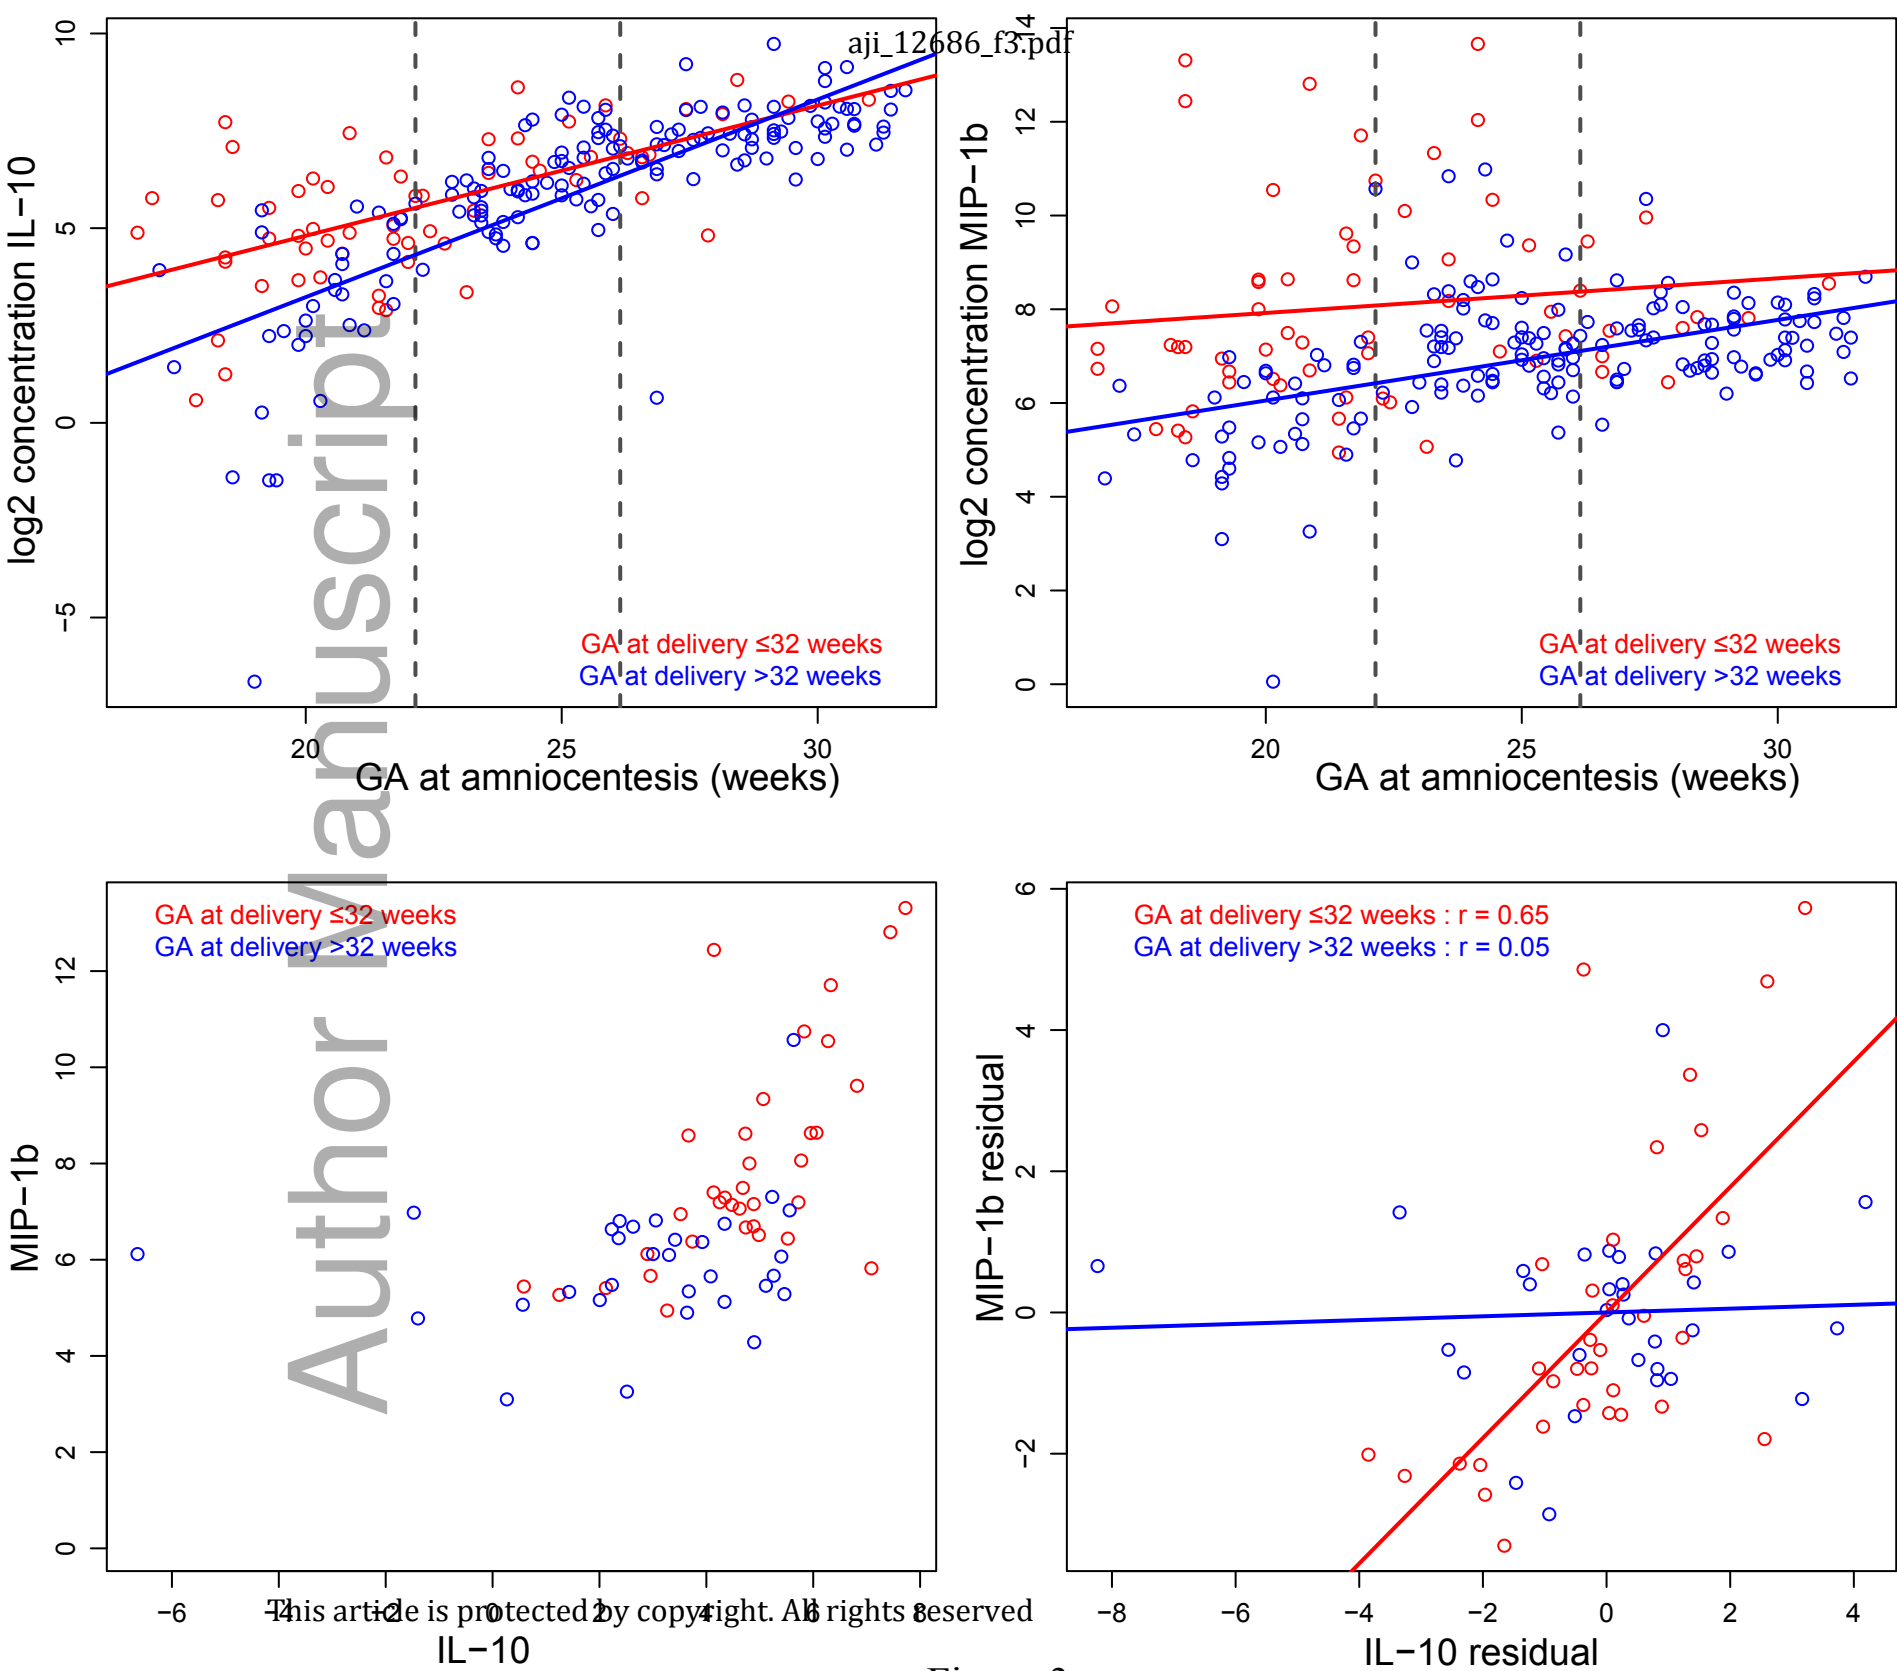 aji_12686_f3.pdf
10
5
0
−5
log2 concentration IL−10
GA at delivery ≤32 weeks
GA at delivery >32 weeks
20
25
30
GA at amniocentesis (weeks)
14
12
10
8
6
4
2
0
log2 concentration MIP−1b
GA at delivery ≤32 weeks
GA at delivery >32 weeks
20
25
30
GA at amniocentesis (weeks)
Author Manuscript
GA at delivery ≤32 weeks
GA at delivery >32 weeks
12
10
8
6
4
2
0
MIP−1b
−6
−4
−2
0
2
4
6
8
IL−10
GA at delivery ≤32 weeks : r = 0.65
GA at delivery >32 weeks : r = 0.05
6
4
2
0
−2
MIP−1b residual
−8
−6
−4
−2
0
2
4
IL−10 residual
This article is protected by copyright. All rights reserved